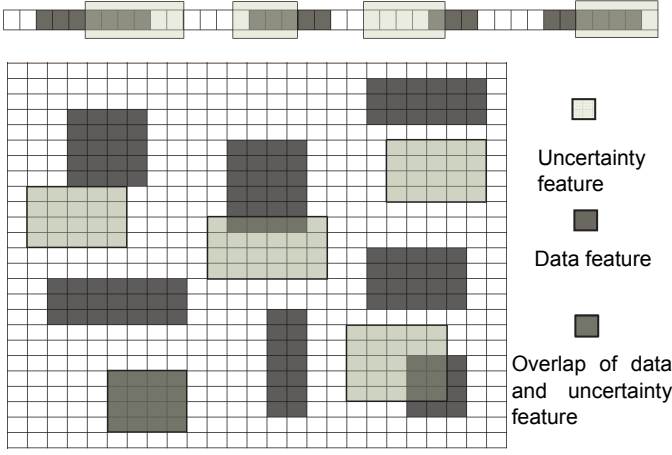 Uncertainty
feature
Data feature
Overlap of data
and uncertainty
feature